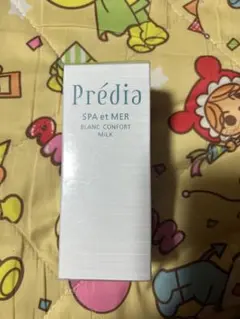 Prédia
SPA et MER
BLANC CONFORT
MILK